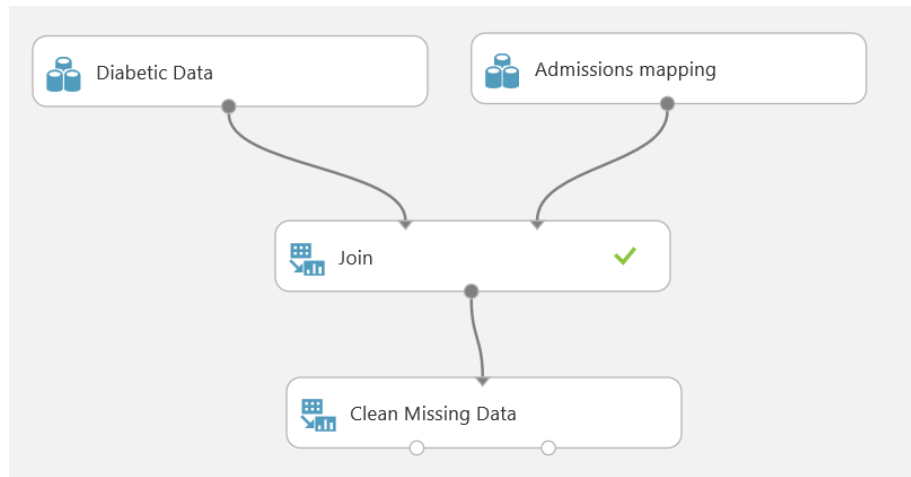 Diabetic Data
Admissions mapping
Join
Clean Missing Data